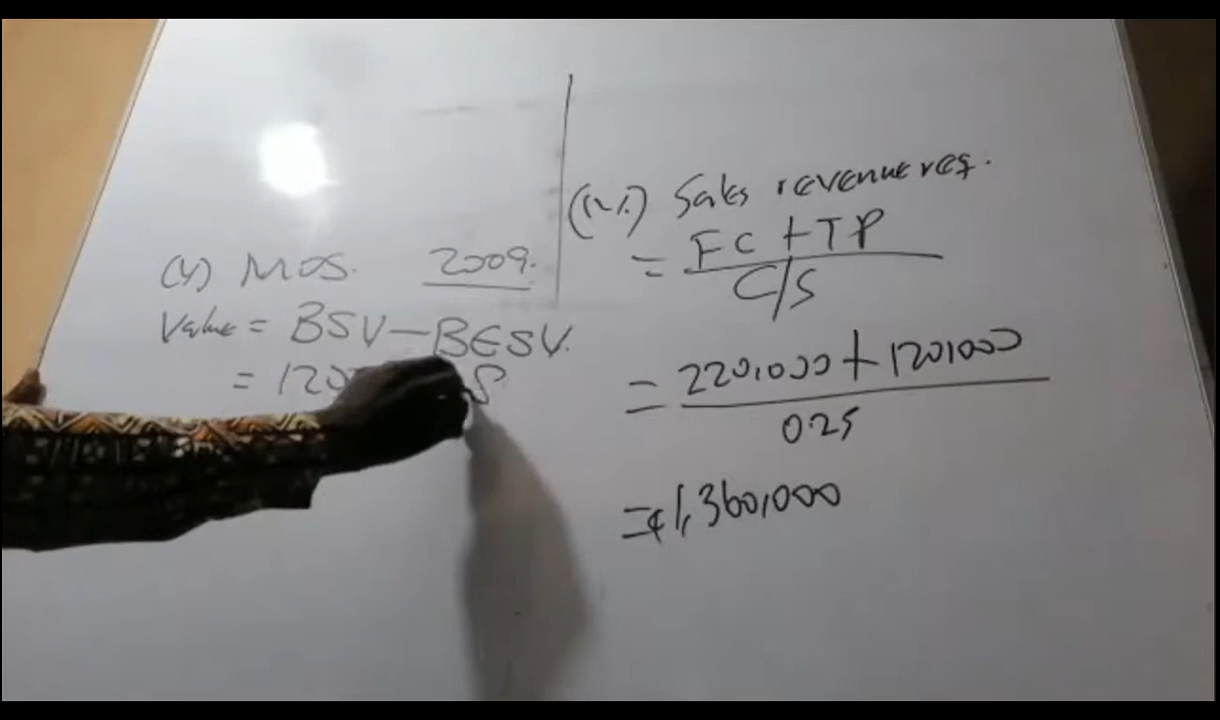 (V) MOS. 2009.
Value = BSV - BESV.
= 120
(Vi) Sales revenue req.
= FC + TP
C/S
= 220,000 + 120,000
0.25
= ¢1,360,000